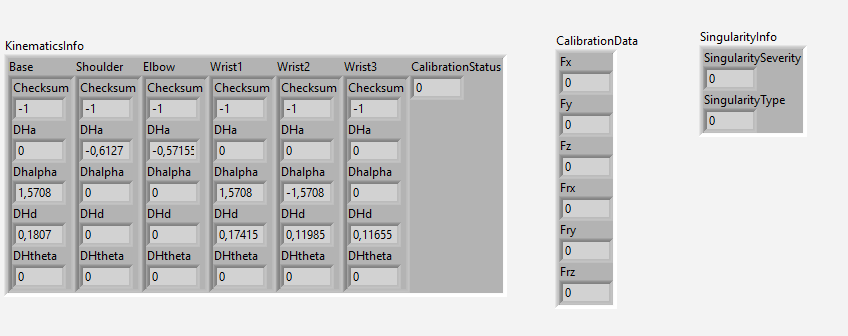 KinematicsInfo
Base Shoulder Elbow Wrist1 Wrist2 Wrist3 CalibrationStatus
Checksum Checksum Checksum Checksum Checksum Checksum 0
-1 -1 -1 -1 -1 -1
DHa DHa DHa DHa DHa DHa
0 -0,6127 -0,57155 0 0 0
Dhalpha Dhalpha Dhalpha Dhalpha Dhalpha Dhalpha
1,5708 0 0 1,5708 -1,5708 0
DHd DHd DHd DHd DHd DHd
0,1807 0 0 0,17415 0,11985 0,11655
DHtheta DHtheta DHtheta DHtheta DHtheta DHtheta
0 0 0 0 0 0
CalibrationData
Fx
0
Fy
0
Fz
0
Frx
0
Fry
0
Frz
0
SingularityInfo
SingularitySeverity
0
SingularityType
0